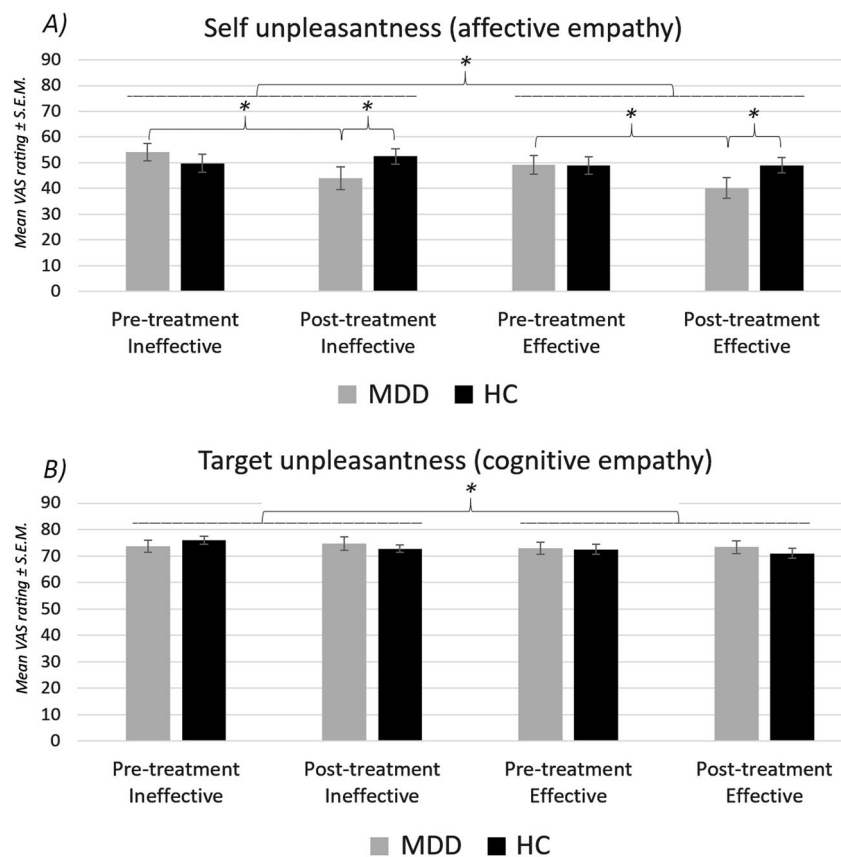 A)
Self unpleasantness (affective empathy)
Mean VAS rating ± S.E.M.
90
80
70
60
50
40
30
20
10
0
*
* * * *
Pre-treatment Post-treatment Pre-treatment Post-treatment
Ineffective Ineffective Effective Effective
MDD HC
B)
Target unpleasantness (cognitive empathy)
Mean VAS rating ± S.E.M.
90
80
70
60
50
40
30
20
10
0
*
Pre-treatment Post-treatment Pre-treatment Post-treatment
Ineffective Ineffective Effective Effective
MDD HC